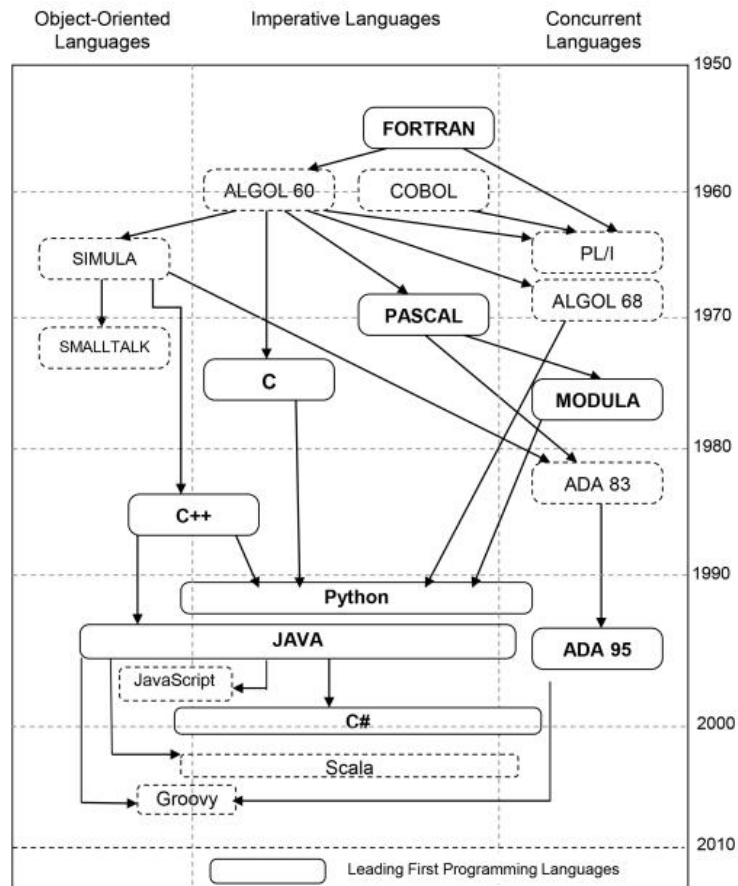 Object-Oriented Languages
Imperative Languages
Concurrent Languages
1950
FORTRAN
ALGOL 60
COBOL
1960
SIMULA
PL/I
ALGOL 68
PASCAL
1970
SMALLTALK
C
MODULA
1980
ADA 83
C++
1990
Python
JAVA
ADA 95
JavaScript
C#
2000
Scala
Groovy
2010
Leading First Programming Languages